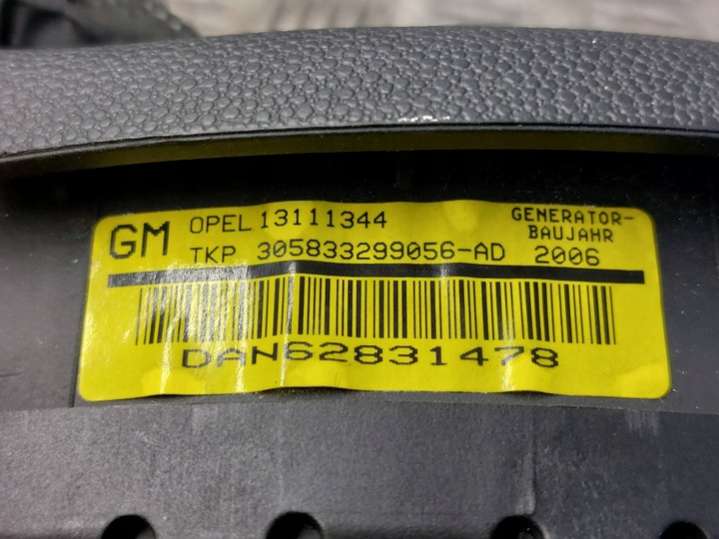 GM OPEL 13111344 GENERATOR-
BAUJAHR
TKP 305833299056-AD 2006
DAN62831478